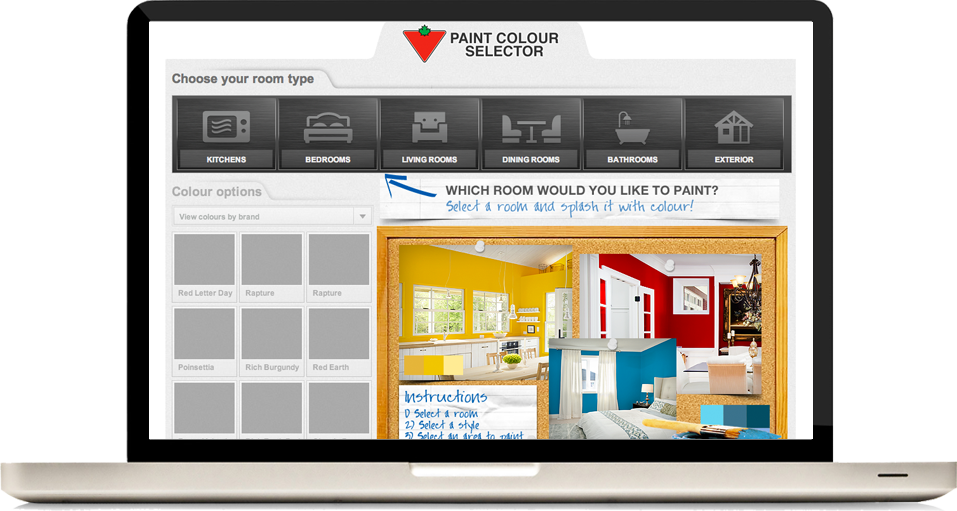 PAINT COLOUR
SELECTOR
Choose your room type
KITCHENS
BEDROOMS
LIVING ROOMS
DINING ROOMS
BATHROOMS
EXTERIOR
Colour options
View colours by brand
WHICH ROOM WOULD YOU LIKE TO PAINT?
Select a room and splash it with colour!
Red Letter Day
Rapture
Rapture
Poinsettia
Rich Burgundy
Red Earth
Instructions
1) Select a room
2) Select a style
3) Select an area to paint